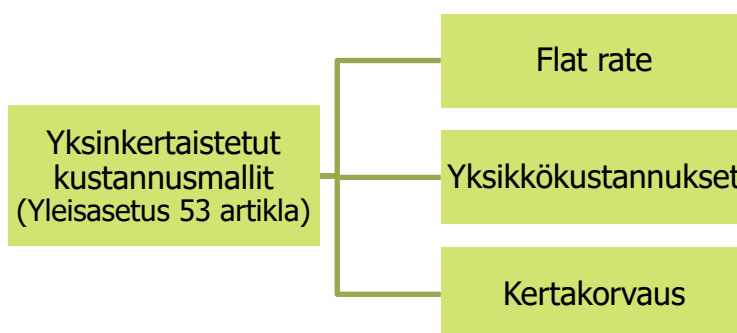 Yksinkertaistetut
kustannusmallit
(Yleisasetus 53 artikla)
Flat rate
Yksikkökustannukset
Kertakorvaus